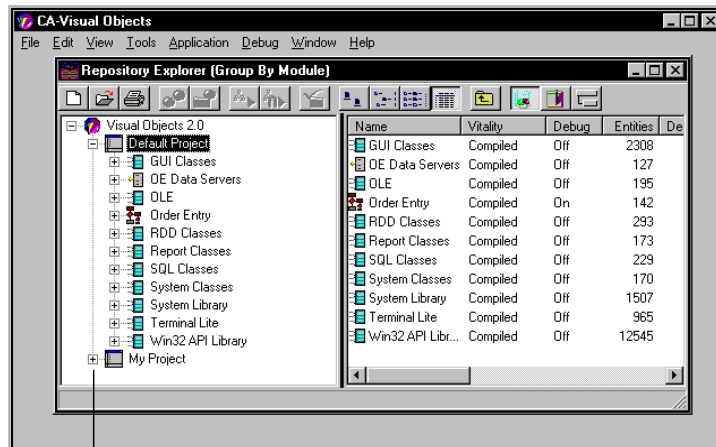 CA-Visual Objects
File Edit View Tools Application Debug Window Help
Repository Explorer (Group By Module)
Visual Objects 2.0
Default Project
GUI Classes
OE Data Servers
OLE
Order Entry
RDD Classes
Report Classes
SQL Classes
System Classes
System Library
Terminal Lite
Win32 API Library
My Project
Name Vitality Debug Entities De
GUI Classes Compiled Off 2308
OE Data Servers Compiled Off 127
OLE Compiled Off 195
Order Entry Compiled On 142
RDD Classes Compiled Off 293
Report Classes Compiled Off 173
SQL Classes Compiled Off 229
System Classes Compiled Off 170
System Library Compiled Off 1507
Terminal Lite Compiled Off 965
Win32 API Libr... Compiled Off 12545